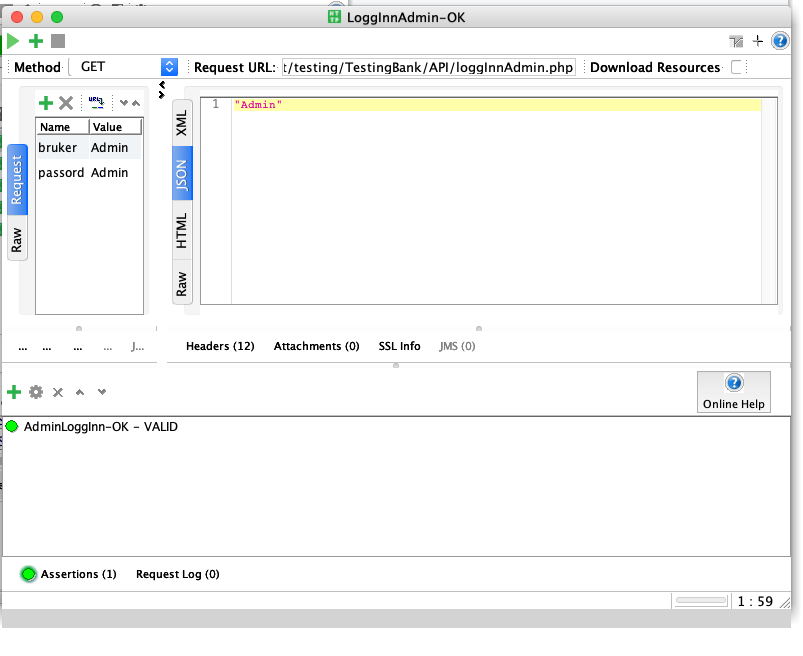 LoggInnAdmin-OK
Method GET Request URL: t/testing/TestingBank/API/loggInnAdmin.php Download Resources
Name Value
bruker Admin
passord Admin
Request
Raw
XML
JSON
HTML
Raw
1 "Admin"
... ... ... ... J...
Headers (12) Attachments (0) SSL Info JMS (0)
Online Help
AdminLoggInn-OK - VALID
Assertions (1) Request Log (0)
1 : 59